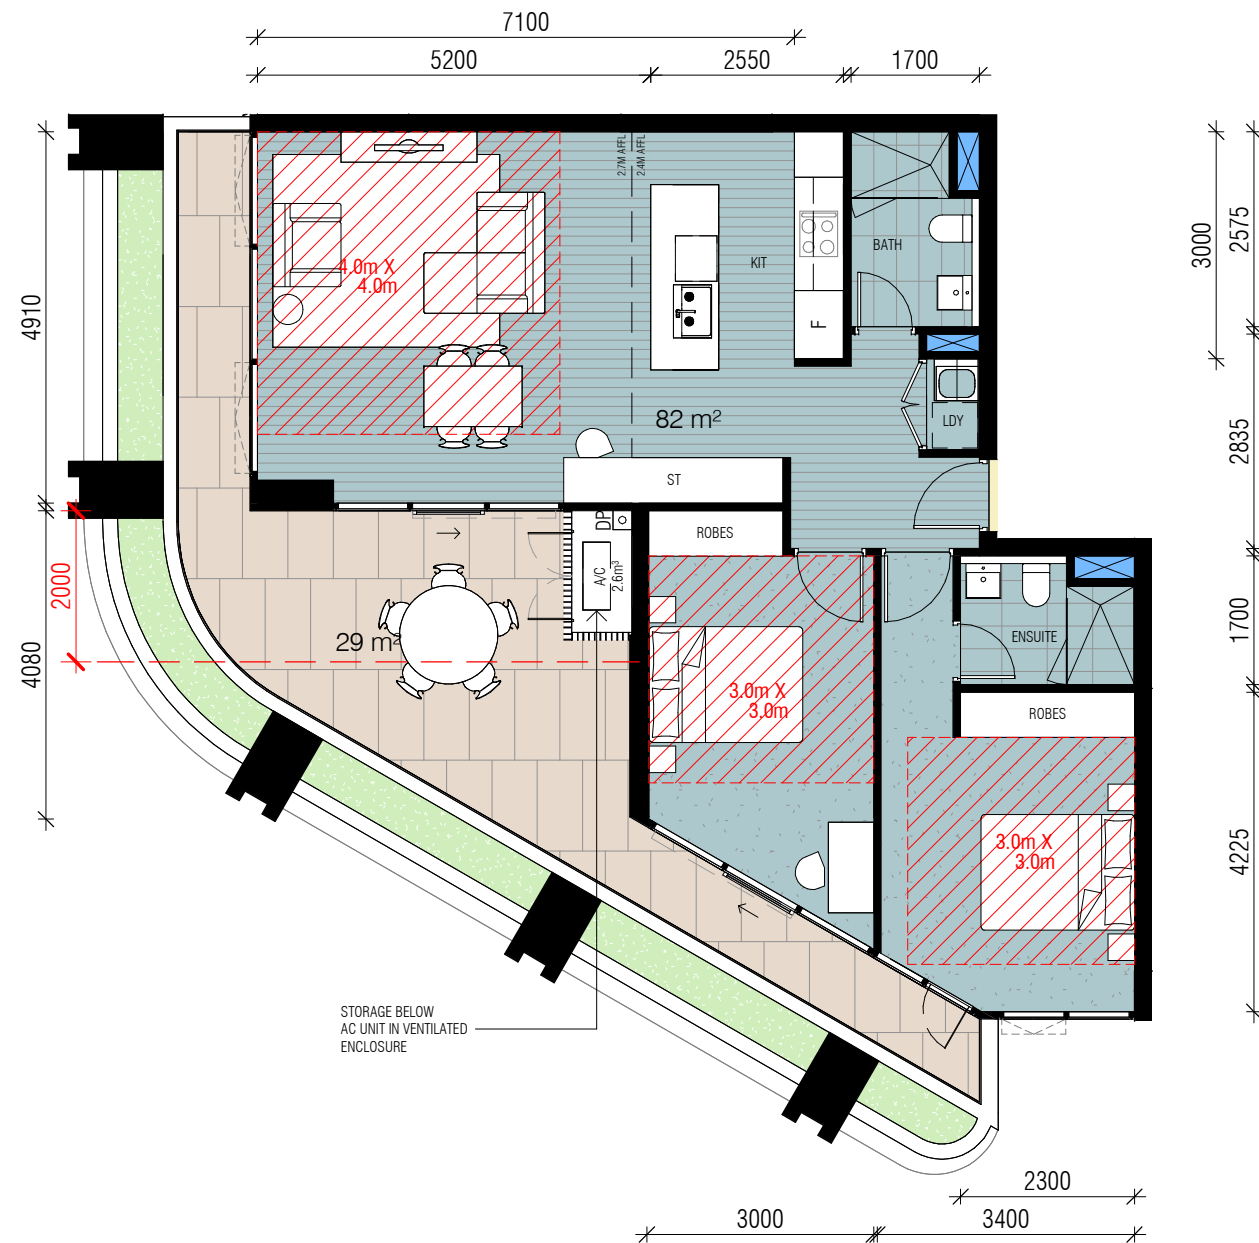 7100
5200
2550
1700
2.7M AFFL
2.4M AFFL
BATH
KIT
4.0m X
4.0m
F
82 m²
LDY
ST
4910
3000
2575
2835
2000
4080
29 m²
DP
A/C
2.6m³
ROBES
ENSUITE
ROBES
3.0m X
3.0m
3.0m X
3.0m
1700
4225
STORAGE BELOW
AC UNIT IN VENTILATED
ENCLOSURE
2300
3000
3400